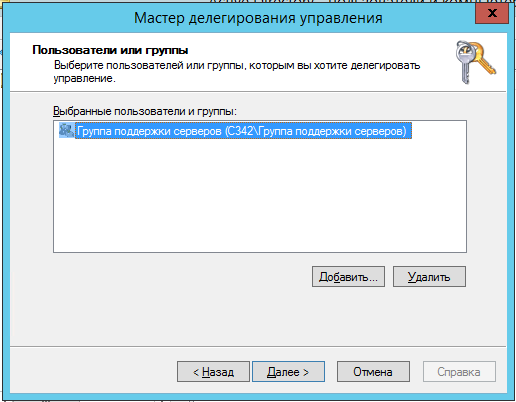 Мастер делегирования управления
x
Пользователи или группы
Выберите пользователей или группы, которым вы хотите делегировать
управление.
Выбранные пользователи и группы:
Группа поддержки серверов (C342\Группа поддержки серверов)
Добавить... Удалить
< Назад Далее > Отмена Справка